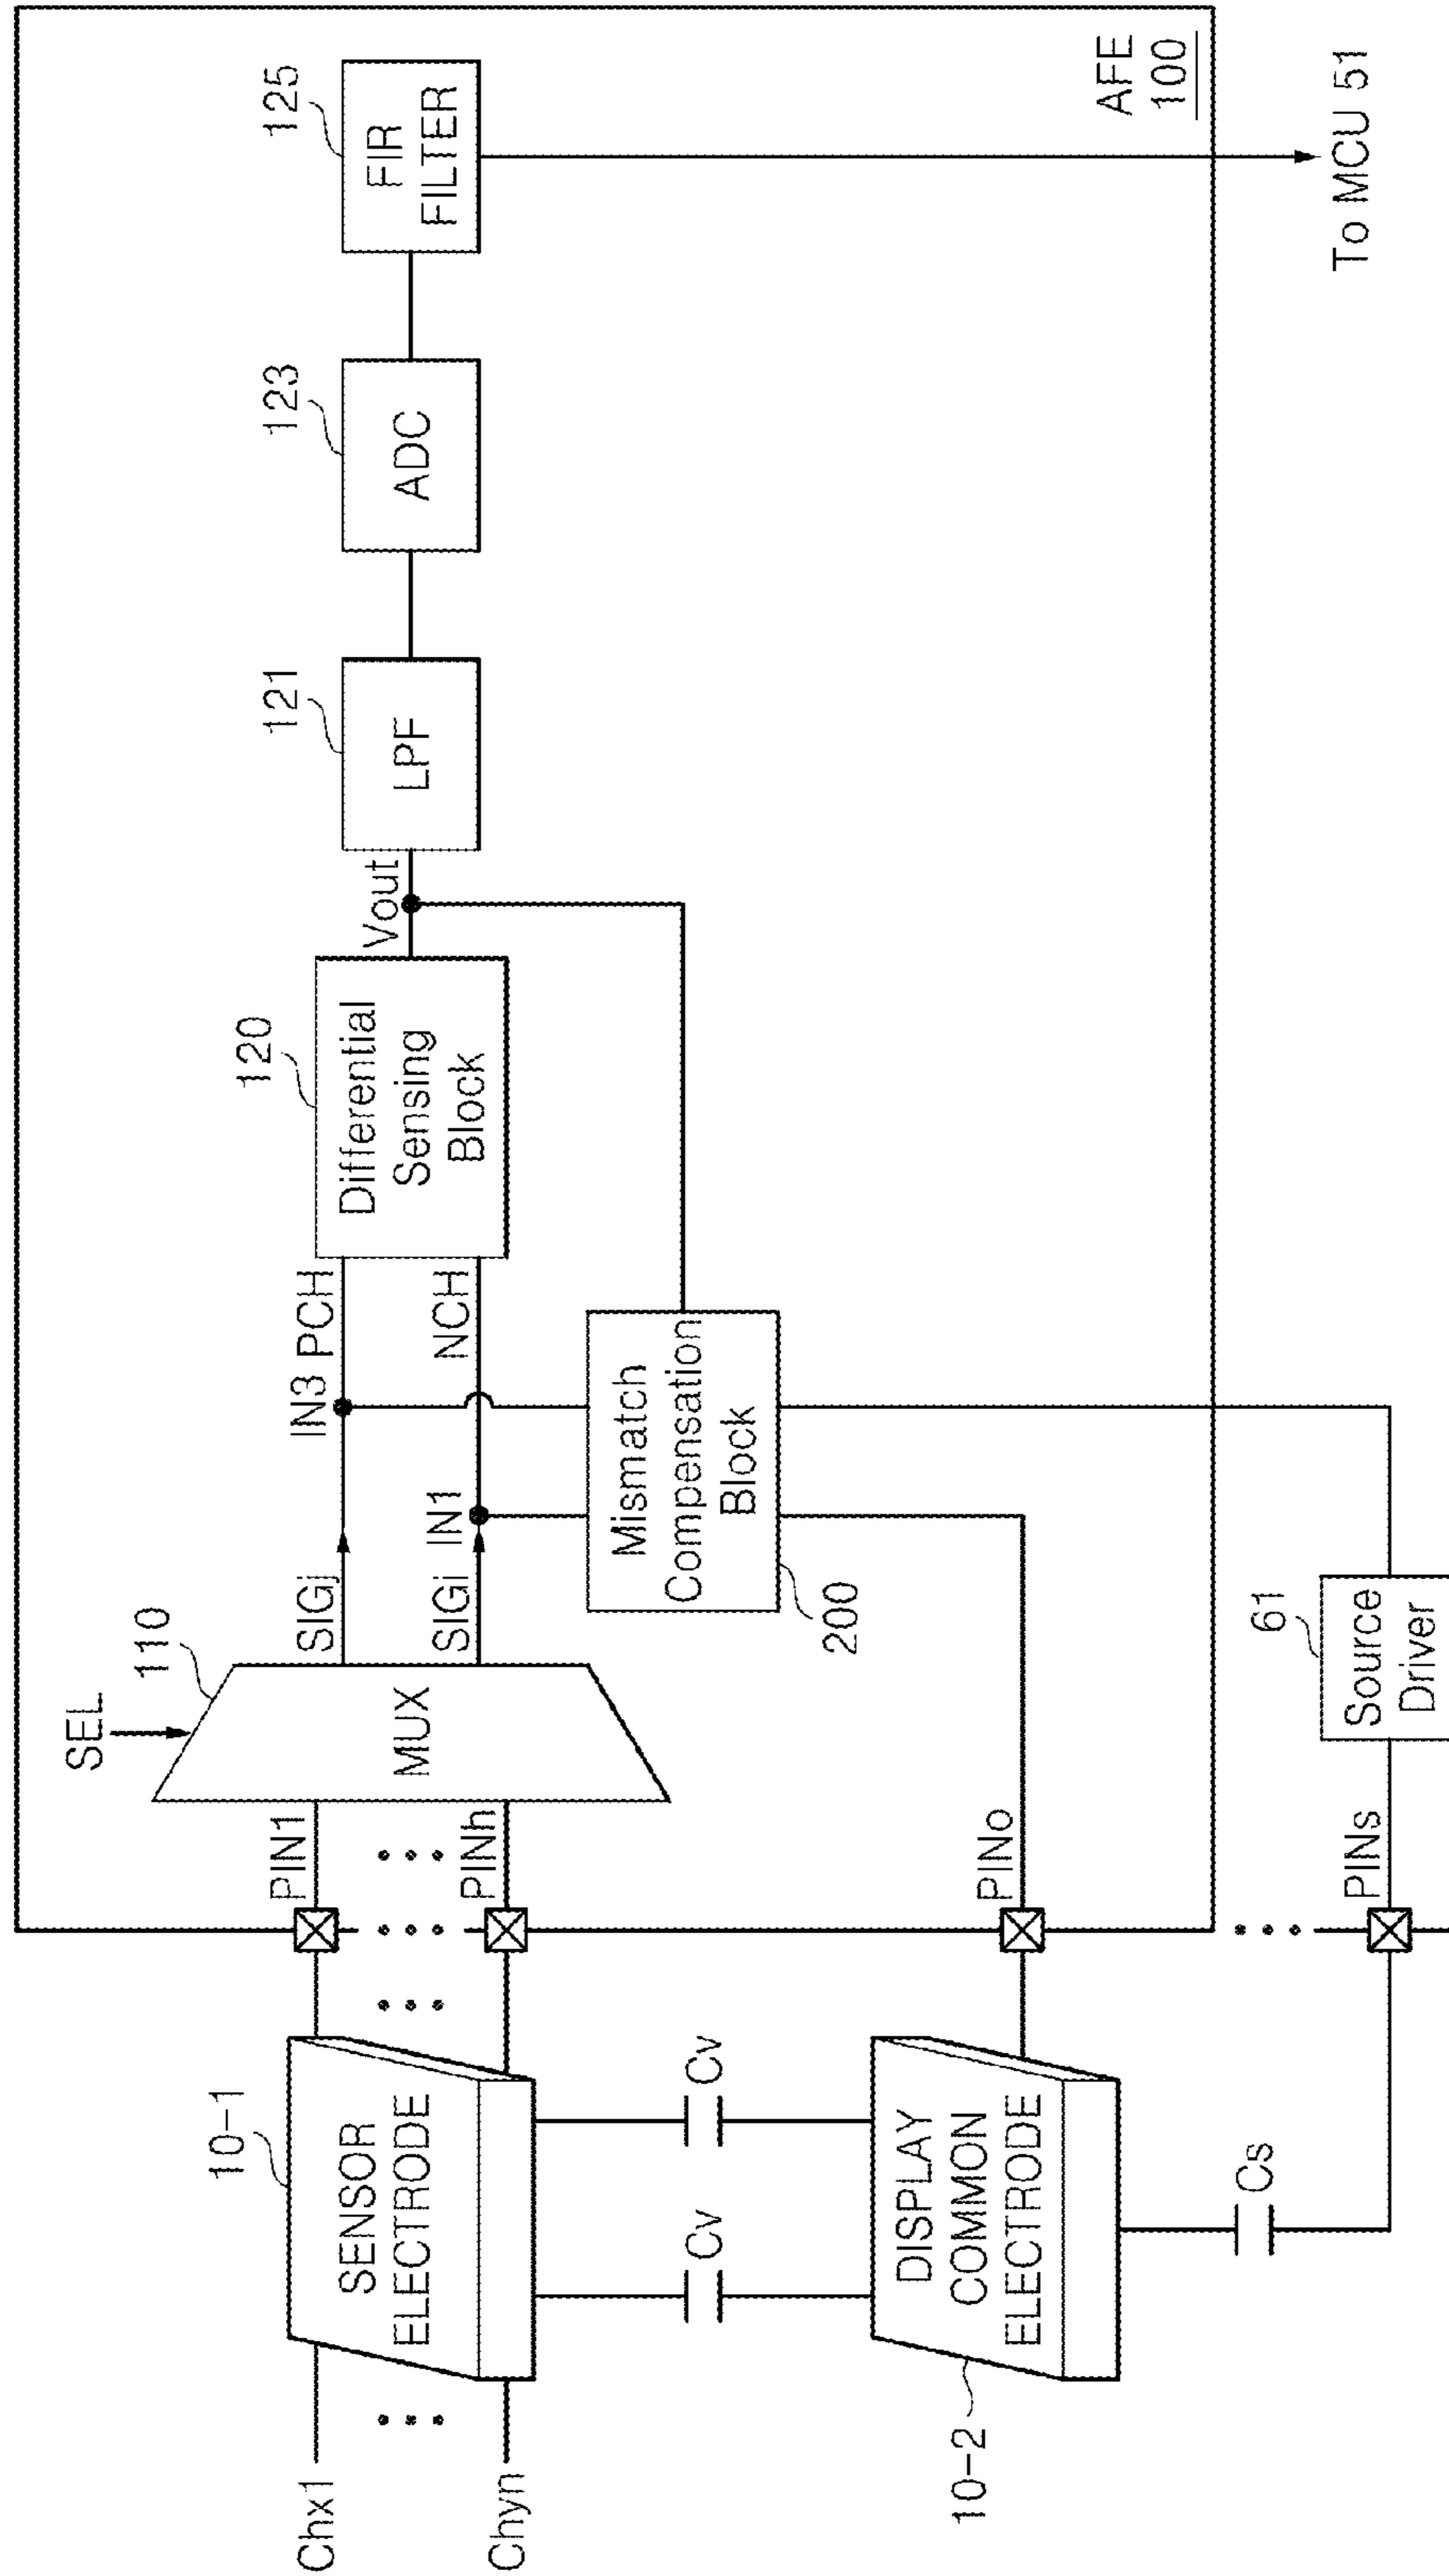 SEL
110
120
121
123
125
Chx1
Chyn
10-1
SENSOR
ELECTRODE
PIN1
PINh
MUX
SIGj
SIGi
IN3
PCH
IN1
NCH
Differential
Sensing
Block
Vout
LPF
ADC
FIR
FILTER
Cv
Cv
Mismatch
Compensation
Block
200
10-2
DISPLAY
COMMON
ELECTRODE
PINo
AFE
100
Cs
PINs
61
Source
Driver
To MCU 51